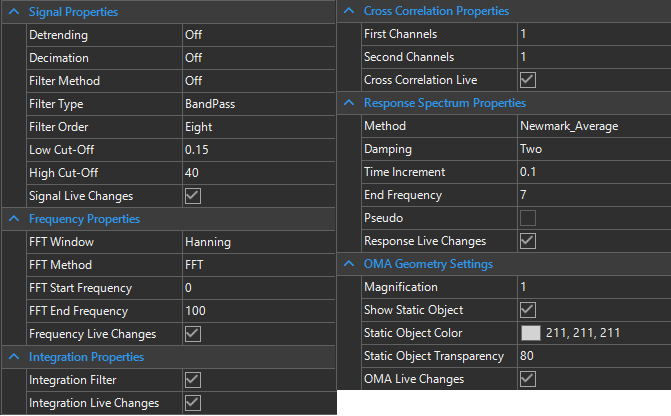 Signal Properties
Detrending Off
Decimation Off
Filter Method Off
Filter Type BandPass
Filter Order Eight
Low Cut-Off 0.15
High Cut-Off 40
Signal Live Changes
Frequency Properties
FFT Window Hanning
FFT Method FFT
FFT Start Frequency 0
FFT End Frequency 100
Frequency Live Changes
Integration Properties
Integration Filter
Integration Live Changes
Cross Correlation Properties
First Channels 1
Second Channels 1
Cross Correlation Live
Response Spectrum Properties
Method Newmark_Average
Damping Two
Time Increment 0.1
End Frequency 7
Pseudo
Response Live Changes
OMA Geometry Settings
Magnification 1
Show Static Object
Static Object Color 211, 211, 211
Static Object Transparency 80
OMA Live Changes